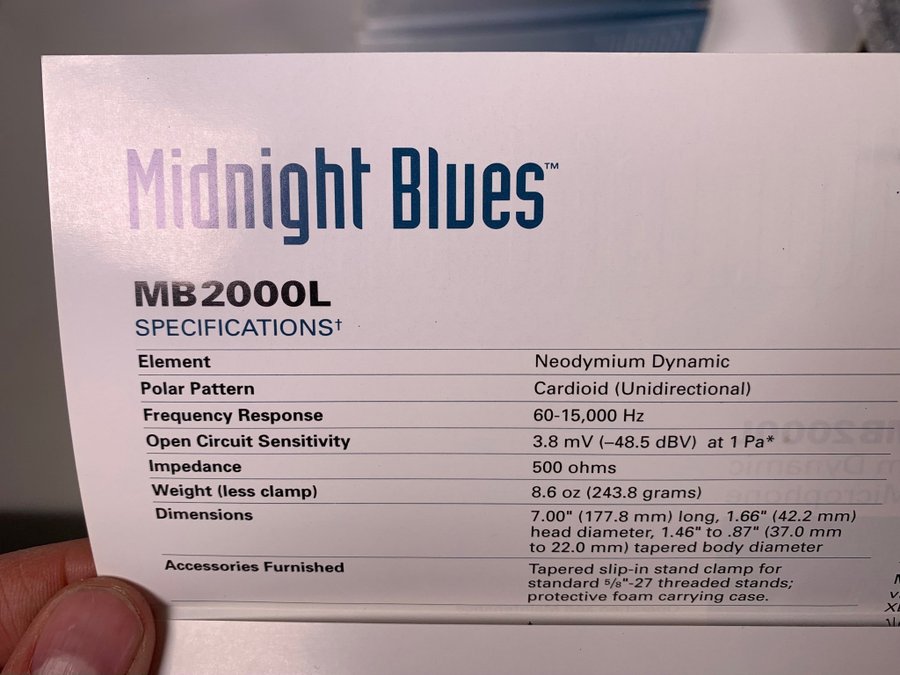 Midnight Blues™
MB2000L
SPECIFICATIONS†
Element Neodymium Dynamic
Polar Pattern Cardioid (Unidirectional)
Frequency Response 60-15,000 Hz
Open Circuit Sensitivity 3.8 mV (–48.5 dBV) at 1 Pa*
Impedance 500 ohms
Weight (less clamp) 8.6 oz (243.8 grams)
Dimensions 7.00" (177.8 mm) long, 1.66" (42.2 mm)
head diameter, 1.46" to .87" (37.0 mm
to 22.0 mm) tapered body diameter
Accessories Furnished Tapered slip-in stand clamp for
standard 5/8"-27 threaded stands;
protective foam carrying case.